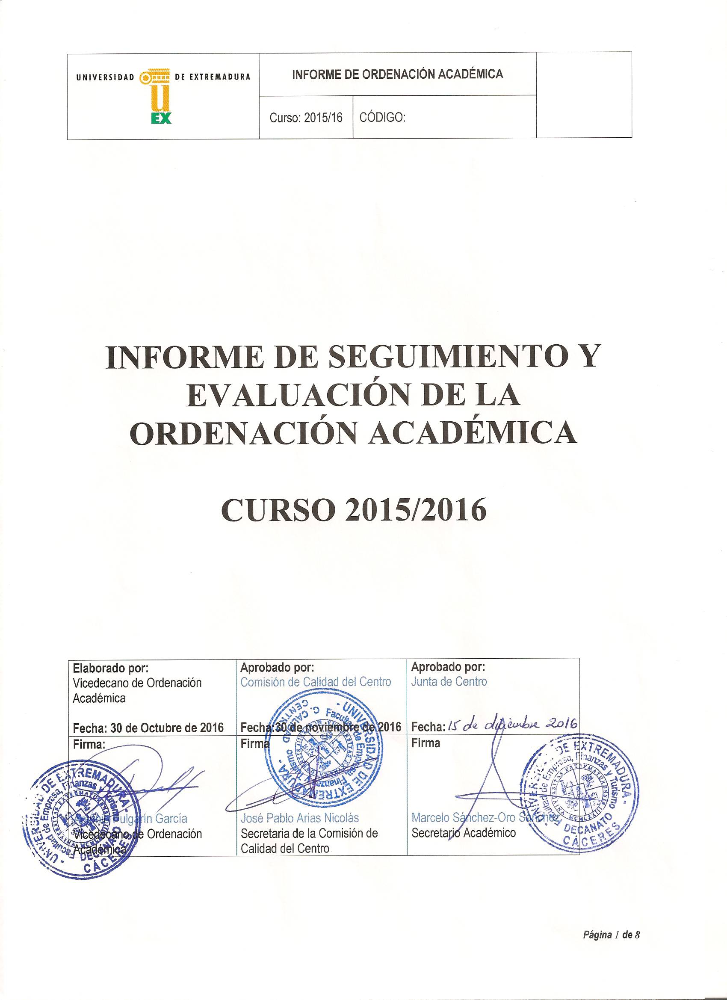 UNIVERSIDAD DE EXTREMADURA
U
EX
INFORME DE ORDENACIÓN ACADÉMICA
Curso: 2015/16
CÓDIGO:
INFORME DE SEGUIMIENTO Y
EVALUACIÓN DE LA
ORDENACIÓN ACADÉMICA
CURSO 2015/2016
Elaborado por:
Vicedecano de Ordenación
Académica
Fecha: 30 de Octubre de 2016
Firma:
Pulgarín García
Vicedecano de Ordenación
Académica
Aprobado por:
Comisión de Calidad del Centro
Fecha:30 de noviembre de 2016
Firma
José Pablo Arias Nicolás
Secretaria de la Comisión de
Calidad del Centro
Aprobado por:
Junta de Centro
Fecha: 15 de diciembre 2016
Firma
Marcelo Sánchez-Oro Sánchez
Secretario Académico
- UNIVERSIDAD DE EXTREMADURA -
Facultad de Empresa, Finanzas y Turismo
DECANATO
CÁCERES
- UNIVERSIDAD DE EXTREMADURA -
Facultad de Empresa Finanzas y Turismo
C. CALIDAD
CENTRO
- UNIVERSIDAD DE EXTREMADURA -
Facultad de Empresa, Finanzas y Turismo
DECANATO
CÁCERES
Página 1 de 8